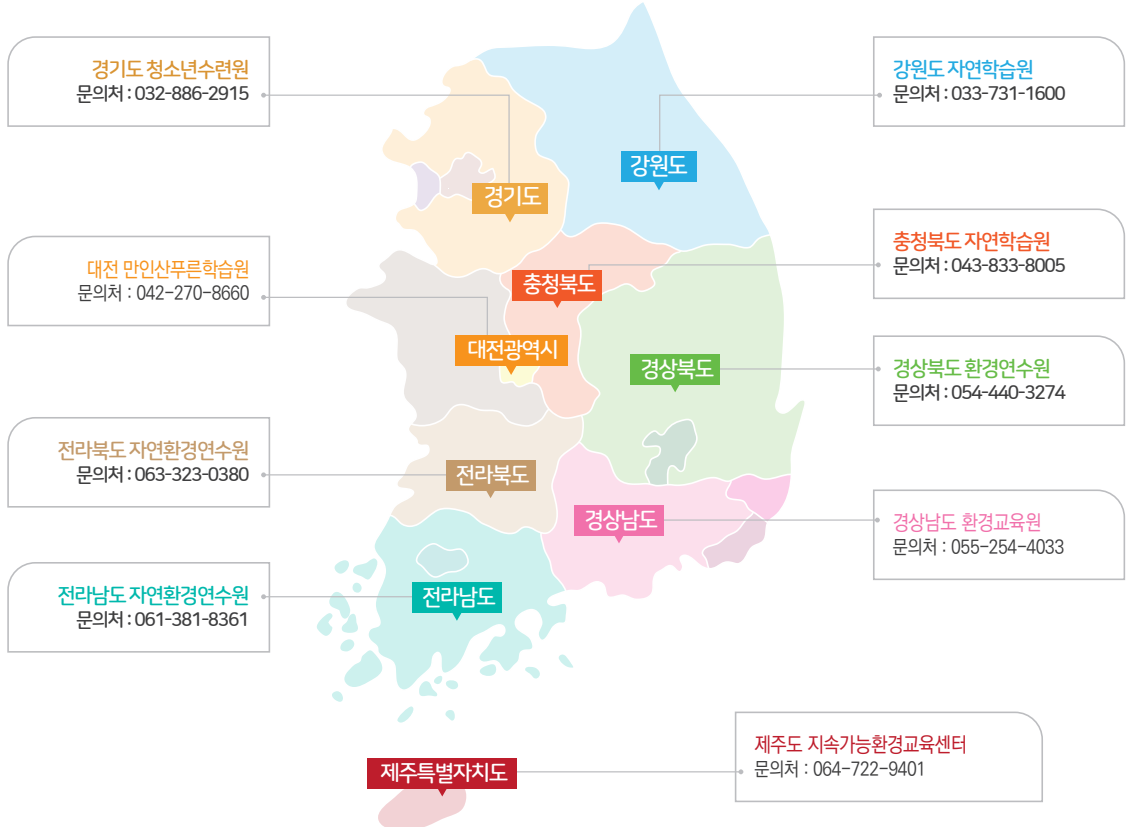 경기도 청소년수련원
문의처 : 032-886-2915
강원도 자연학습원
문의처 : 033-731-1600
강원도
경기도
대전 만인산푸른학습원
문의처 : 042-270-8660
충청북도 자연학습원
문의처 : 043-833-8005
충청북도
대전광역시
경상북도
경상북도 환경연수원
문의처 : 054-440-3274
전라북도 자연환경연수원
문의처 : 063-323-0380
전라북도
경상남도
경상남도 환경교육원
문의처 : 055-254-4033
전라남도 자연환경연수원
문의처 : 061-381-8361
전라남도
제주특별자치도
제주도 지속가능환경교육센터
문의처 : 064-722-9401